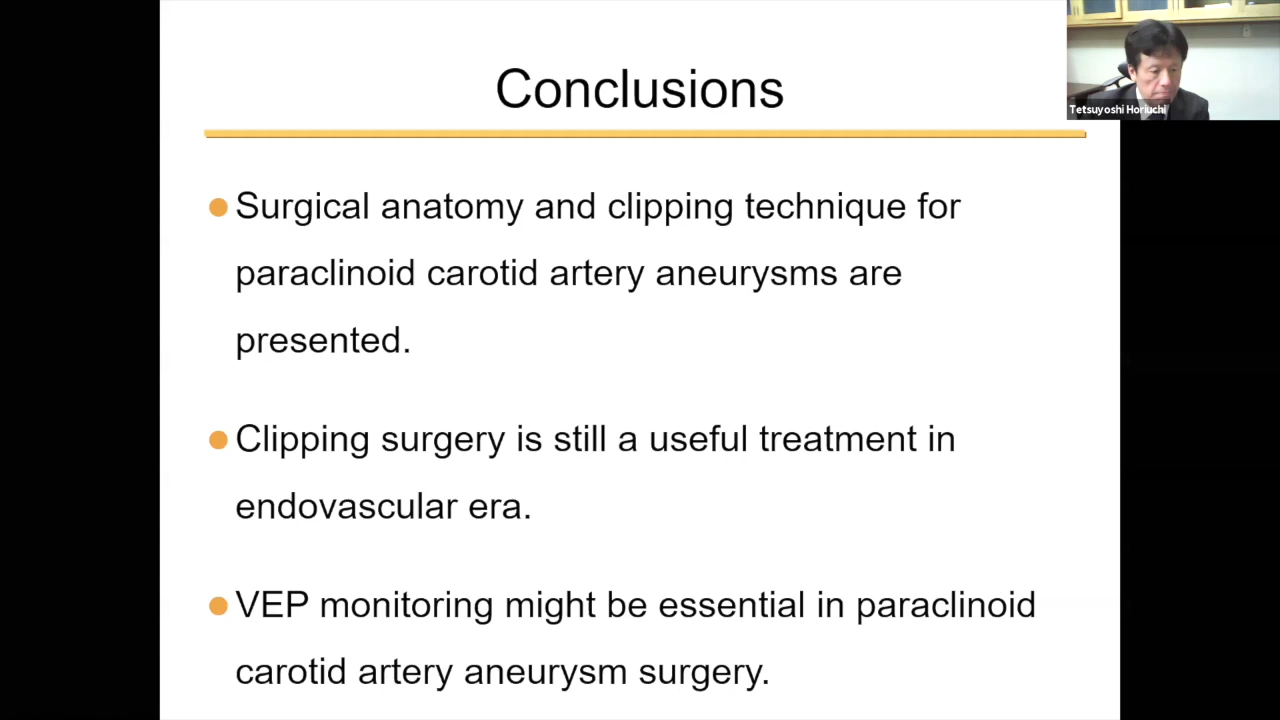 Conclusions
Tetsuyoshi Horiuchi
Surgical anatomy and clipping technique for
paraclinoid carotid artery aneurysms are
presented.
Clipping surgery is still a useful treatment in
endovascular era.
VEP monitoring might be essential in paraclinoid
carotid artery aneurysm surgery.